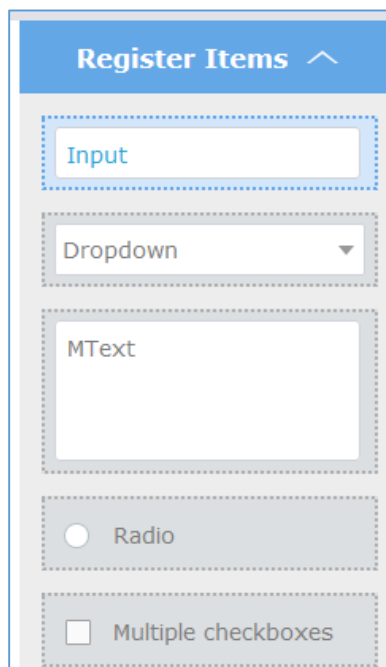 Register Items
Input
Dropdown
MText
Radio
Multiple checkboxes